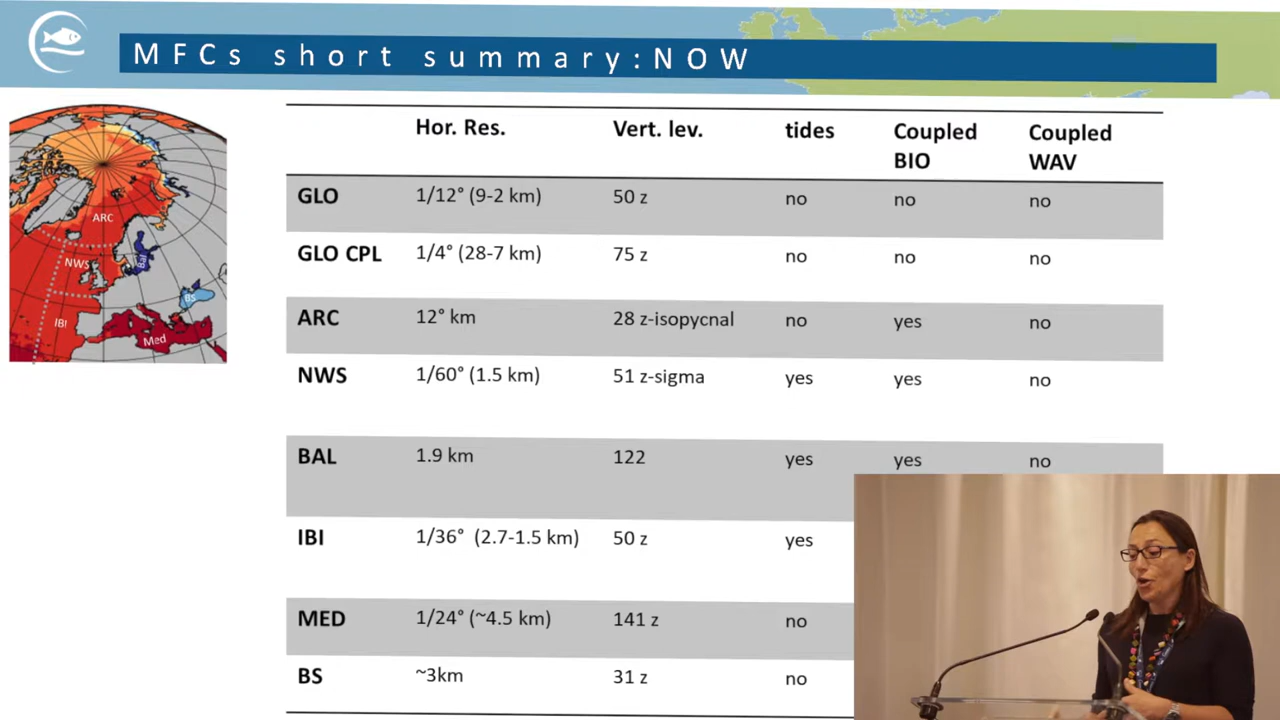 MFCs short summary:NOW
ARC
NWS
Bal
BS
IBI
Med
Hor. Res. Vert. lev. tides Coupled BIO Coupled WAV
GLO 1/12° (9-2 km) 50 z no no no
GLO CPL 1/4° (28-7 km) 75 z no no no
ARC 12° km 28 z-isopycnal no yes no
NWS 1/60° (1.5 km) 51 z-sigma yes yes no
BAL 1.9 km 122 yes yes no
IBI 1/36° (2.7-1.5 km) 50 z yes
MED 1/24° (~4.5 km) 141 z no
BS ~3km 31 z no